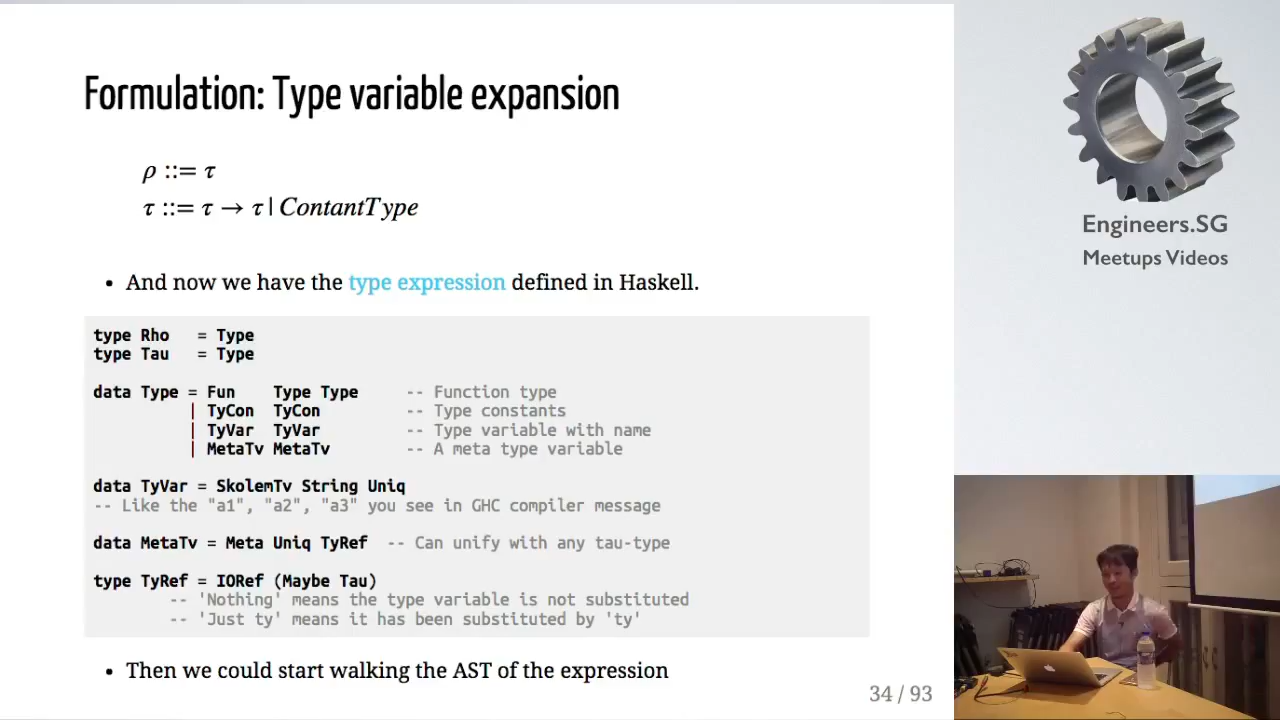 Formulation: Type variable expansion
ρ ::= τ
τ ::= τ → τ | ContantType
• And now we have the type expression defined in Haskell.
type Rho = Type
type Tau = Type
data Type = Fun Type Type -- Function type
| TyCon TyCon -- Type constants
| TyVar TyVar -- Type variable with name
| MetaTv MetaTv -- A meta type variable
data TyVar = SkolemTv String Uniq
-- Like the "a1", "a2", "a3" you see in GHC compiler message
data MetaTv = Meta Uniq TyRef -- Can unify with any tau-type
type TyRef = IORef (Maybe Tau)
-- 'Nothing' means the type variable is not substituted
-- 'Just ty' means it has been substituted by 'ty'
• Then we could start walking the AST of the expression
34 / 93
Engineers.SG
Meetups Videos